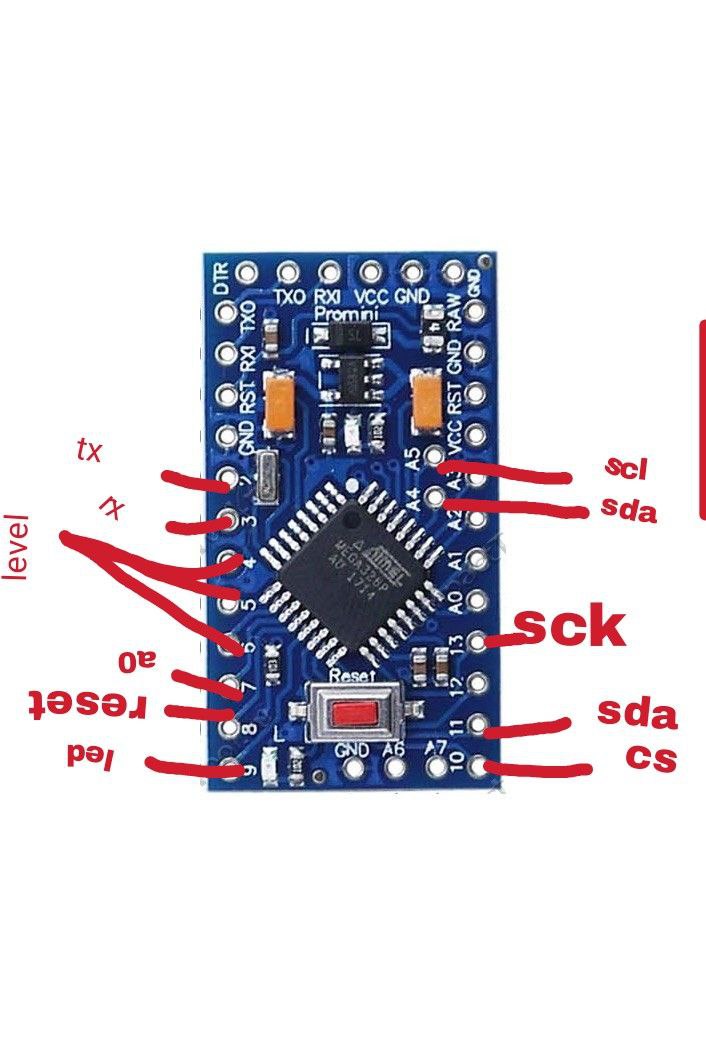 DTR
TXO RXI VCC GND
GND
Promini
TXO
RXI
RST
GND
2
3
4
5
6
7
8
9
RAW
GND
RST
VCC
A3
A2
A1
A0
13
12
11
10
A5
A4
ATMEL
MEGA328P
AU 1714
Reset
L
GND A6 A7
tx
rx
level
a0
reset
led
scl
sda
sck
sda
cs